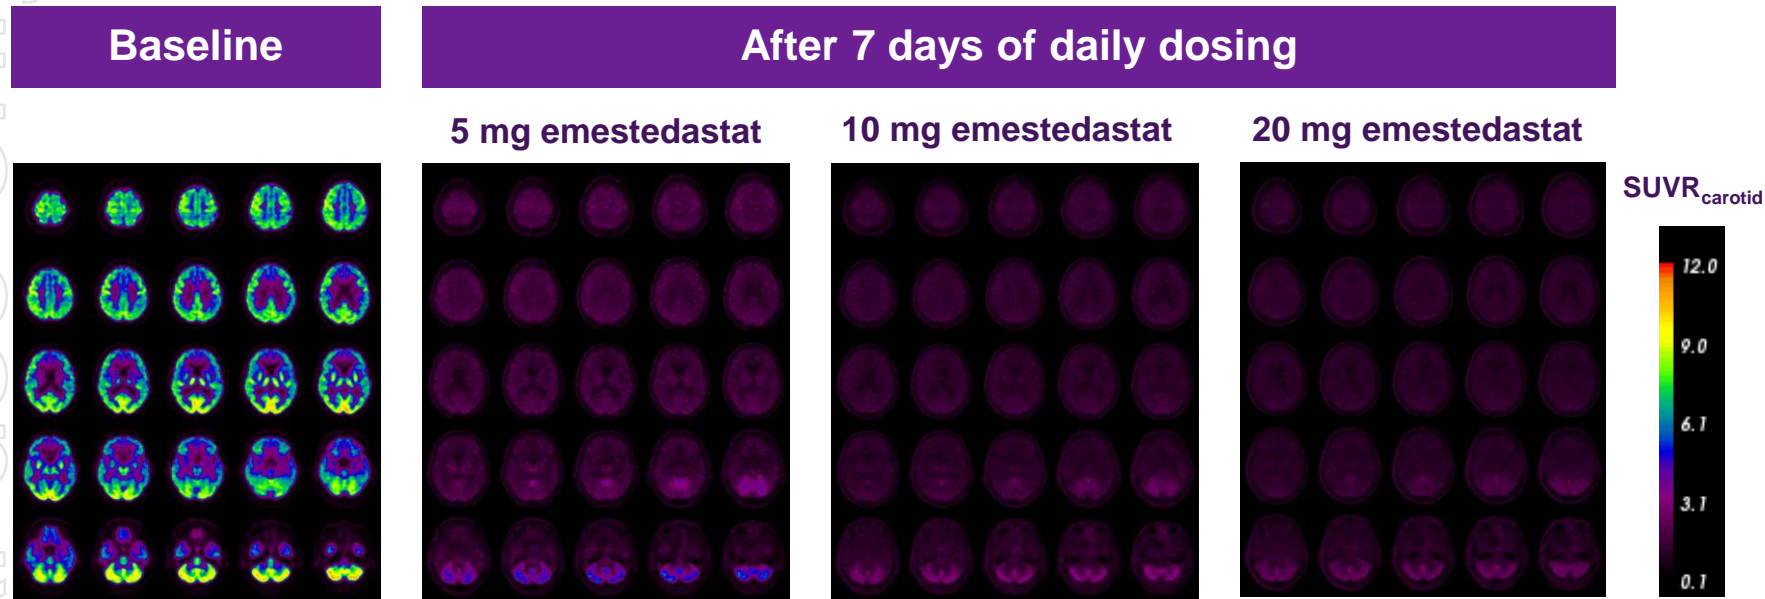 Baseline
After 7 days of daily dosing
5 mg emestedastat
10 mg emestedastat
20 mg emestedastat
SUVRcarotid
12.0
9.0
6.1
3.1
0.1